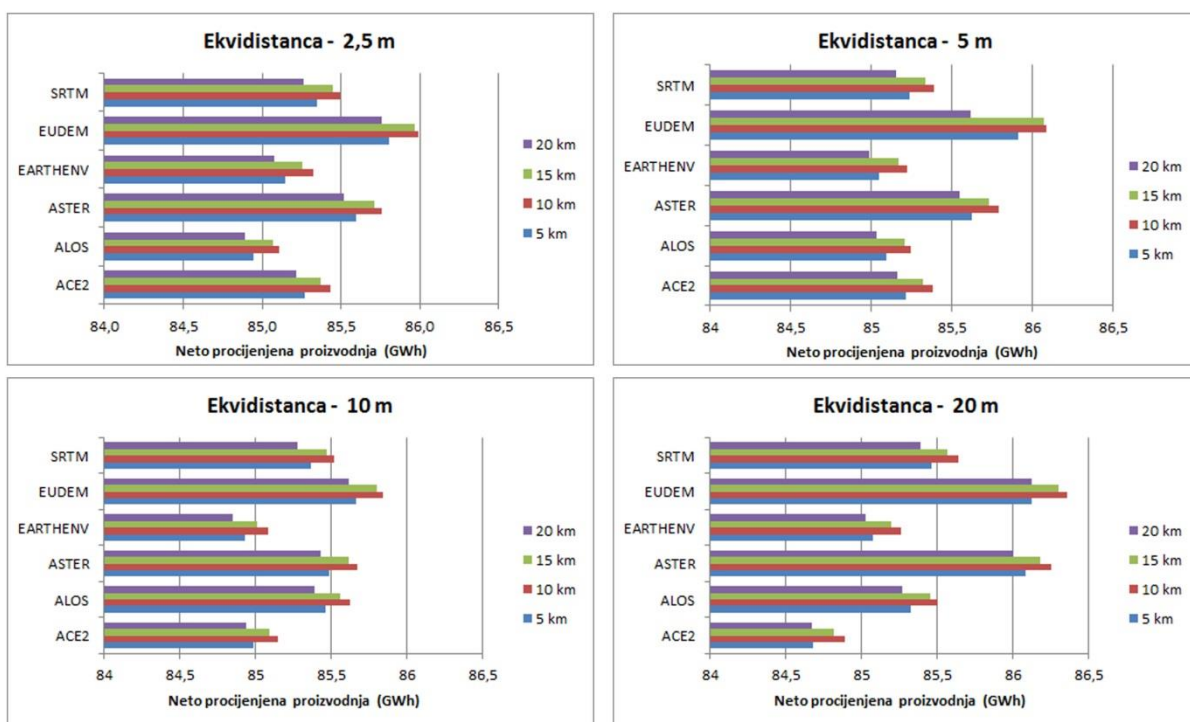 Ekvidistanca - 2,5 m
SRTM
EUDEM
EARTHENV
ASTER
ALOS
ACE2
84,0 84,5 85,0 85,5 86,0 86,5
Neto procijenjena proizvodnja (GWh)
20 km
15 km
10 km
5 km
Ekvidistanca - 5 m
SRTM
EUDEM
EARTHENV
ASTER
ALOS
ACE2
84 84,5 85 85,5 86 86,5
Neto procijenjena proizvodnja (GWh)
20 km
15 km
10 km
5 km
Ekvidistanca - 10 m
SRTM
EUDEM
EARTHENV
ASTER
ALOS
ACE2
84 84,5 85 85,5 86 86,5
Neto procijenjena proizvodnja (GWh)
20 km
15 km
10 km
5 km
Ekvidistanca - 20 m
SRTM
EUDEM
EARTHENV
ASTER
ALOS
ACE2
84 84,5 85 85,5 86 86,5
Neto procijenjena proizvodnja (GWh)
20 km
15 km
10 km
5 km